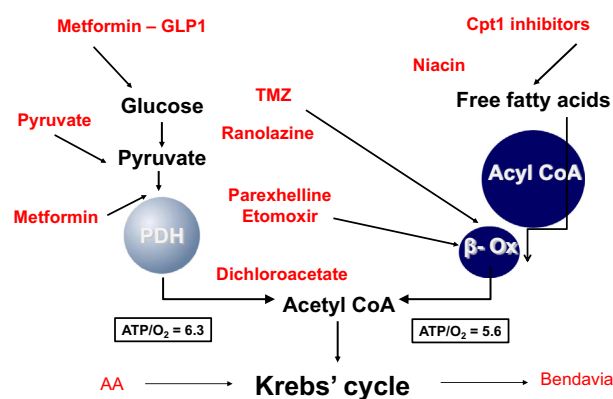 Metformin – GLP1
Cpt1 inhibitors
Niacin
TMZ
Glucose
Free fatty acids
Pyruvate
Ranolazine
Pyruvate
Acyl CoA
Parexhelline
Etomoxir
Metformin
PDH
β- Ox
Dichloroacetate
Acetyl CoA
ATP/O₂ = 6.3
ATP/O₂ = 5.6
AA
Krebs’ cycle
Bendavia